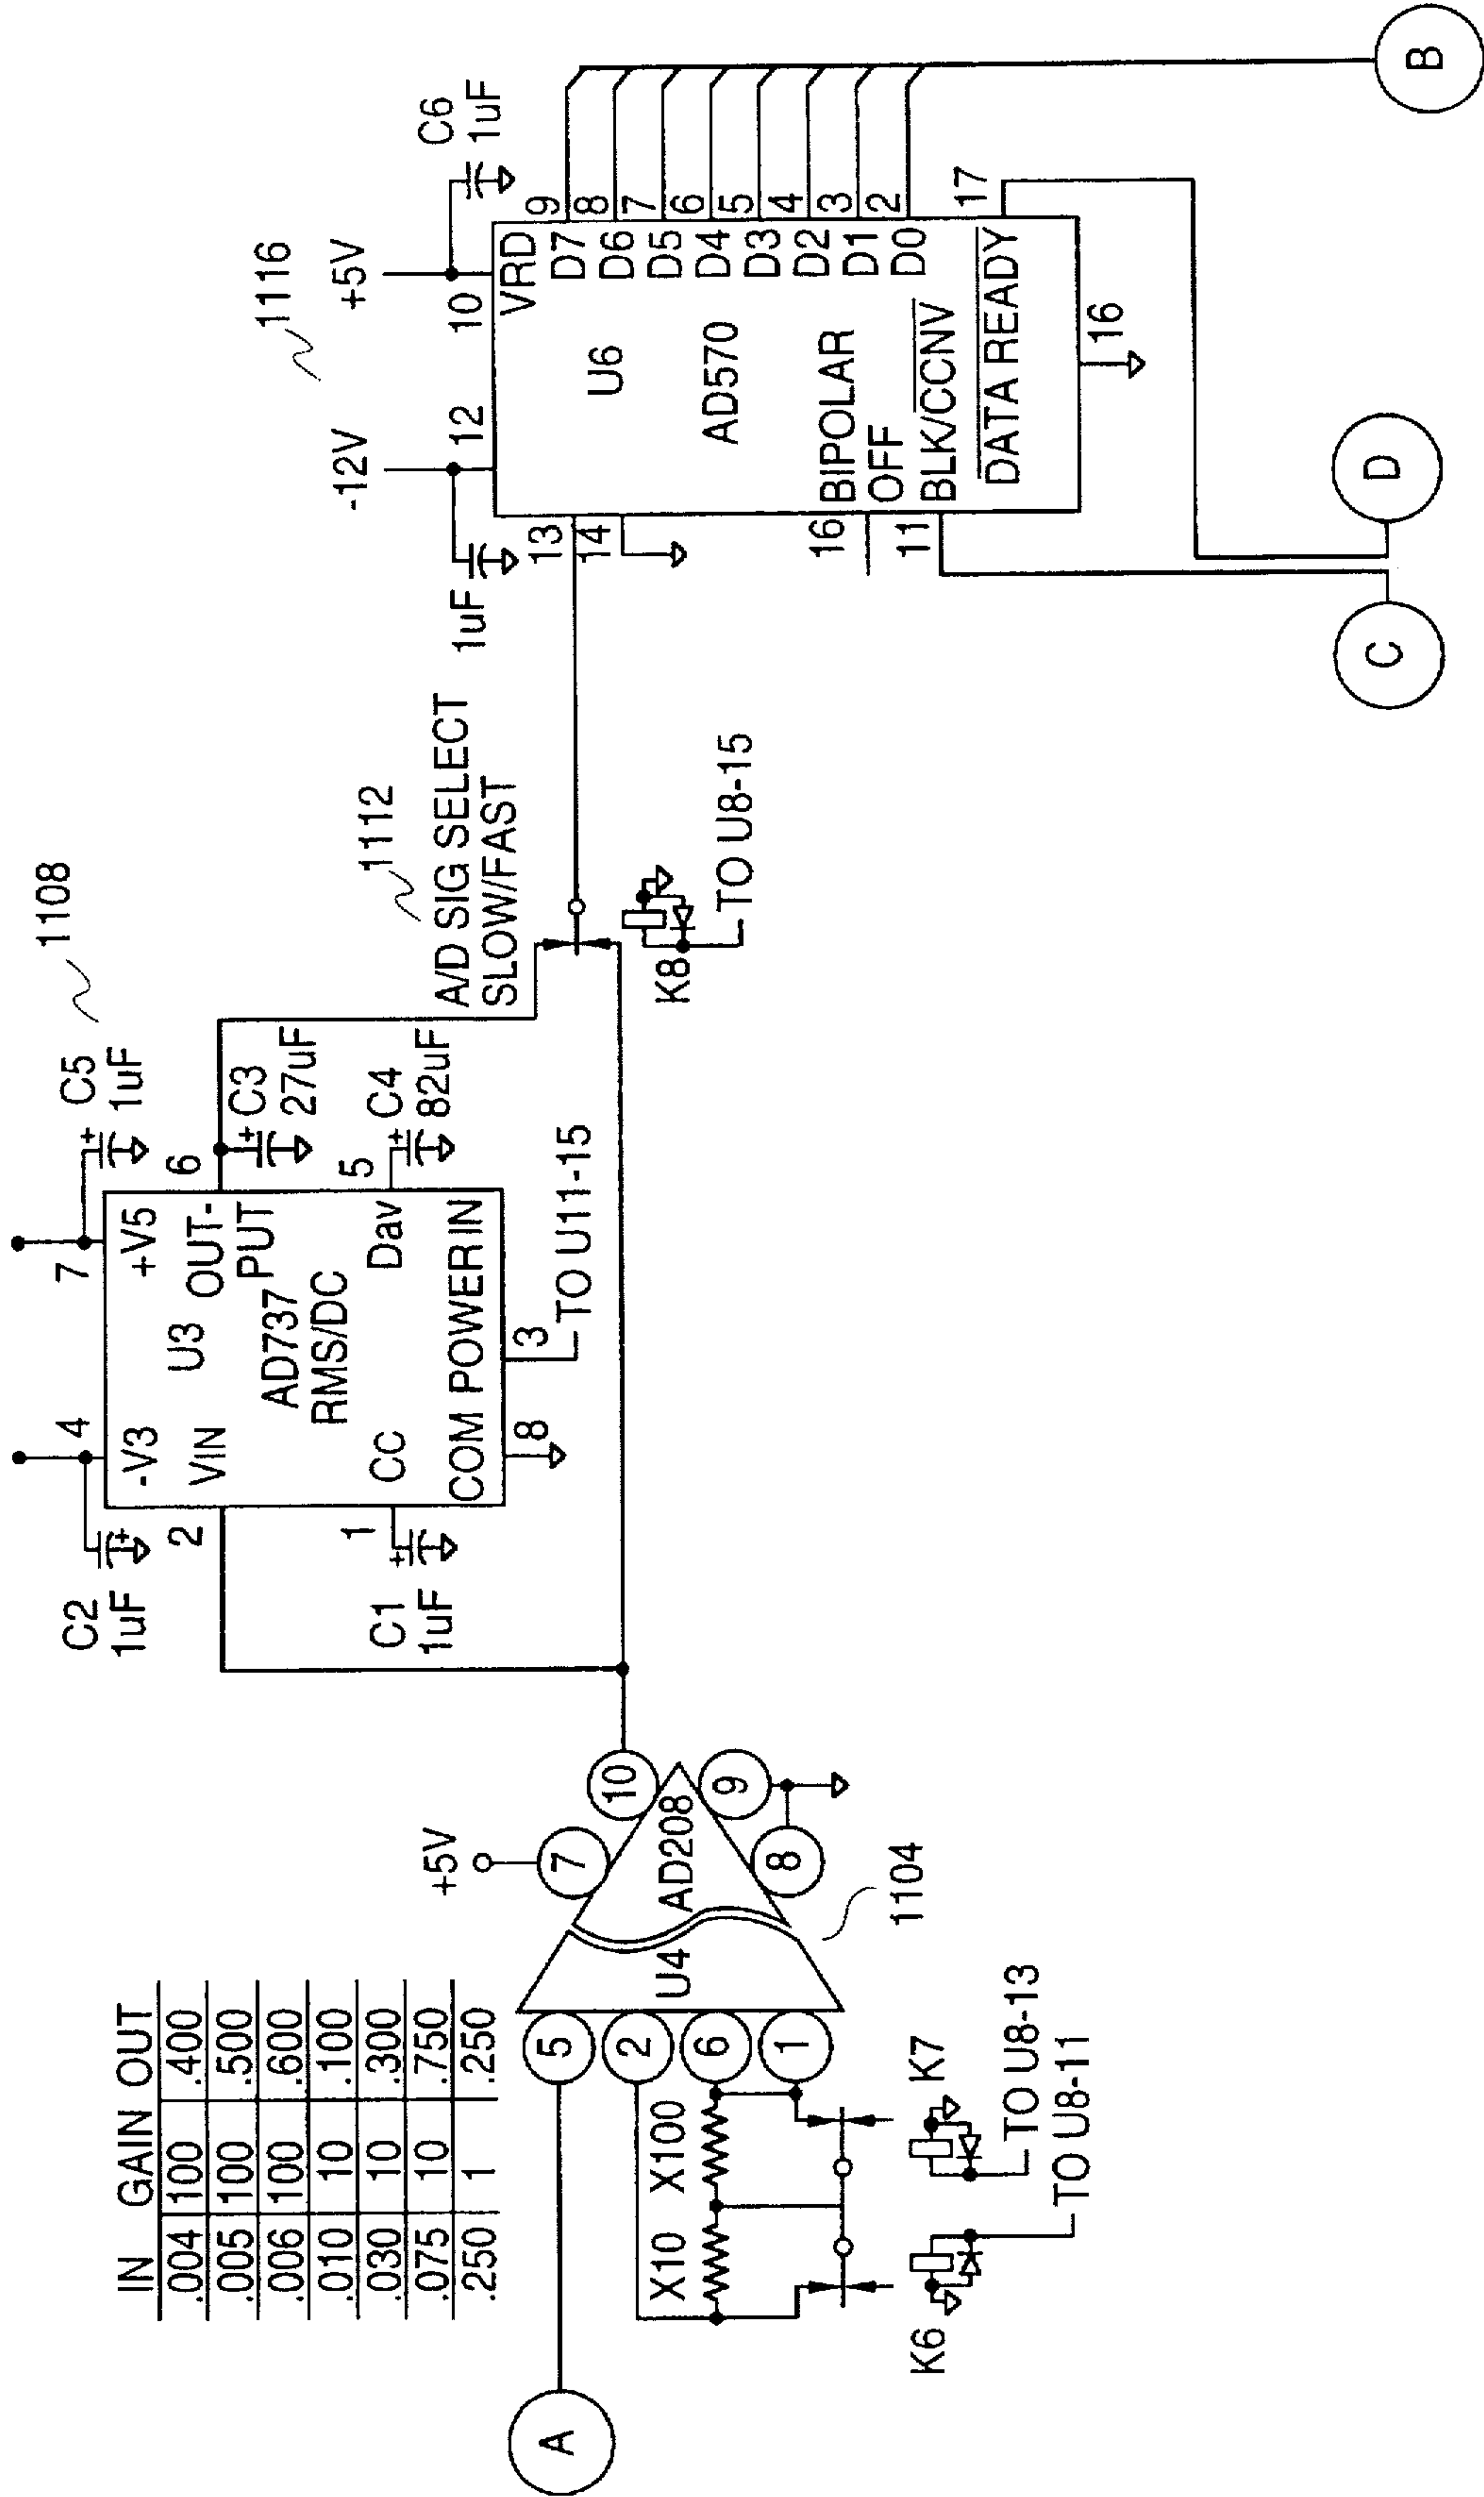 IN GAIN OUT
.004 100 .400
.005 100 .500
.006 100 .600
.010 10 .100
.030 10 .300
.075 10 .750
.250 1 .250
A
5
2
6
1
X10
X100
K6
K7
TO U8-13
TO U8-11
U4
AD208
+5V
7
10
9
8
1104
C2
1uF
4
7
C5
1uF
1108
-V3
+V5
2
VIN
U3
OUT-
PUT
6
AD737
RMS/DC
C3
27uF
C1
1uF
1
CC
Dav
5
C4
82uF
COM POWER IN
8
3
TO U11-15
1112
A/D SIG SELECT
SLOW/FAST
K8
TO U8-15
1116
-12V
+5V
1uF
12
10
C6
1uF
VRD
13
14
U6
AD570
D7 9
D6 8
D5 7
D4 6
D3 5
D2 4
D1 3
D0 2
16 BIPOLAR
OFF
11 BLK/CCNV
DATA READY 17
16
C
D
B